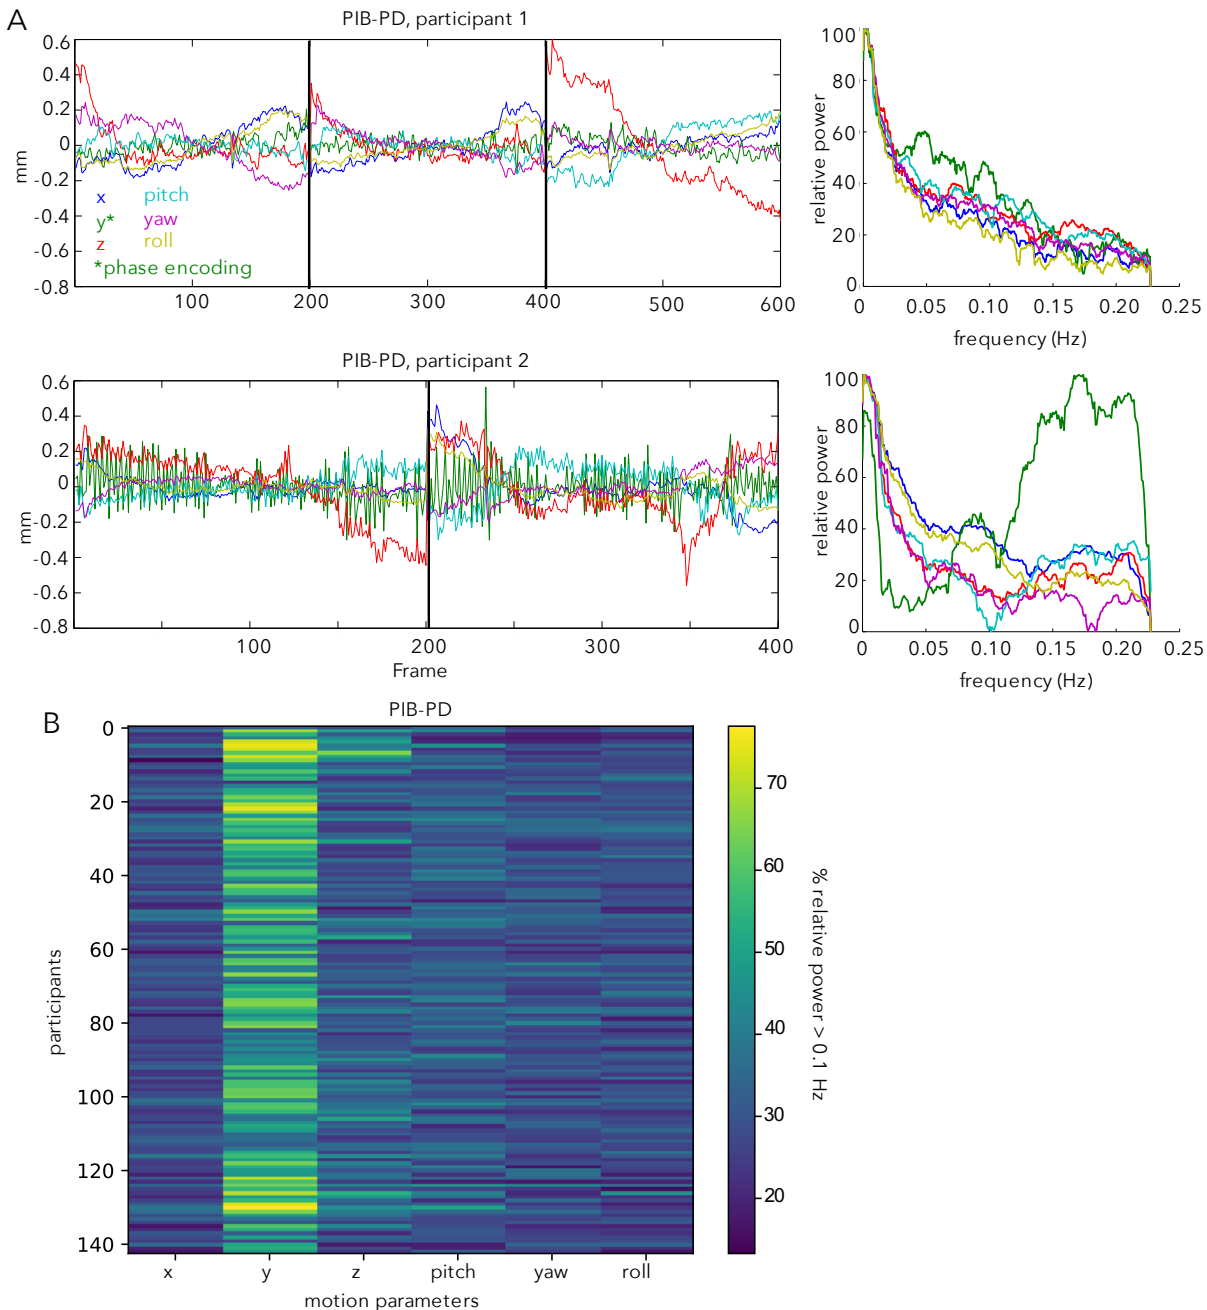 A
PIB-PD, participant 1
0.6
0.4
0.2
0
-0.2
-0.4
-0.6
-0.8
mm
x
pitch
y*
yaw
z
roll
*phase encoding
100
200
300
400
500
600
100
80
60
40
20
0
relative power
0
0.05
0.10
0.15
0.2
0.25
frequency (Hz)
PIB-PD, participant 2
0.6
0.4
0.2
0
-0.2
-0.4
-0.6
-0.8
mm
100
200
300
400
Frame
100
80
60
40
20
0
relative power
0
0.05
0.10
0.15
0.2
0.25
frequency (Hz)
B
PIB-PD
0
20
40
60
80
100
120
140
participants
x
y
z
pitch
yaw
roll
motion parameters
70
60
50
40
30
20
% relative power > 0.1 Hz